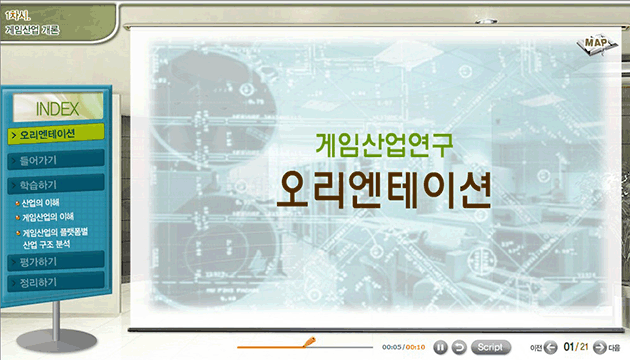 1차시.
게임산업 개론
MAP
INDEX
> 오리엔테이션
> 들어가기
> 학습하기
산업의 이해
게임산업의 이해
게임산업의 플랫폼별
산업 구조 분석
> 평가하기
> 정리하기
게임산업연구
오리엔테이션
00:05/00:10
Script
이전
01/21
다음